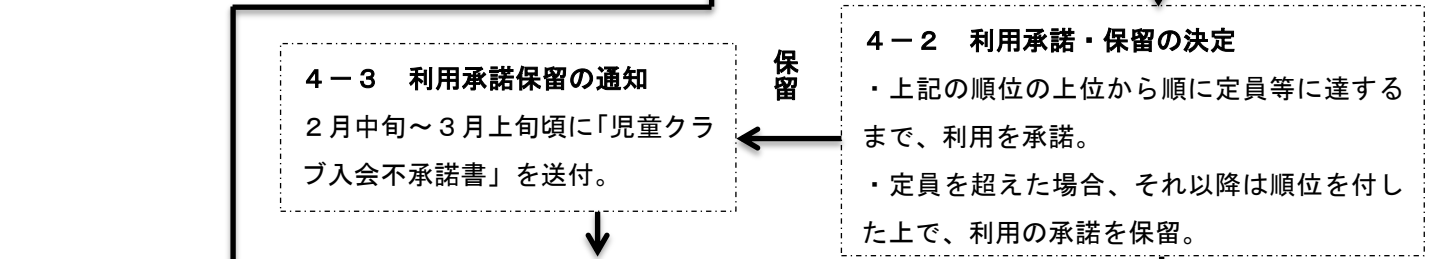 4-3 利用承諾保留の通知
2月中旬~3月上旬頃に「児童クラ
ブ入会不承諾書」を送付。
保
留
4-2 利用承諾・保留の決定
・上記の順位の上位から順に定員等に達する
まで、利用を承諾。
・定員を超えた場合、それ以降は順位を付し
た上で、利用の承諾を保留。